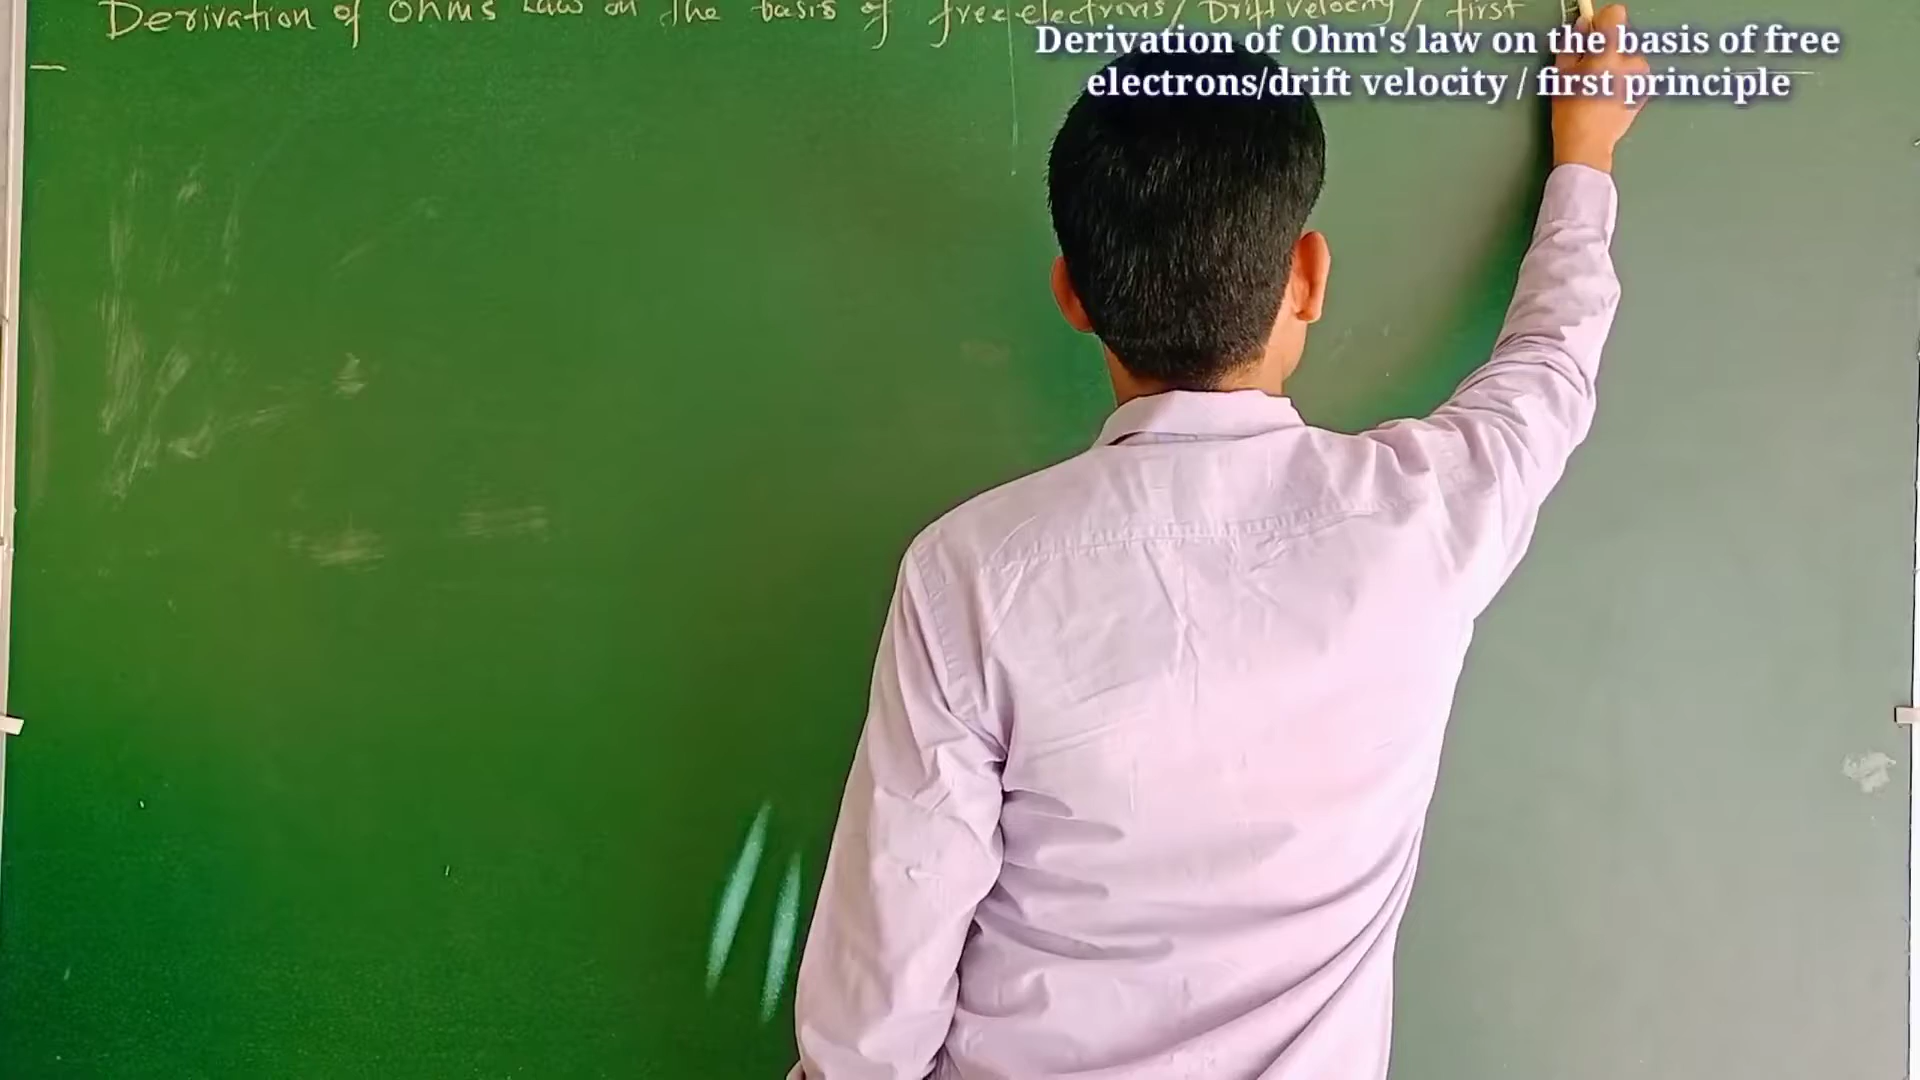 Derivation of Ohms Law on the basis of free electrons/ Drift velocity / first
Derivation of Ohm's law on the basis of free
electrons/drift velocity / first principle